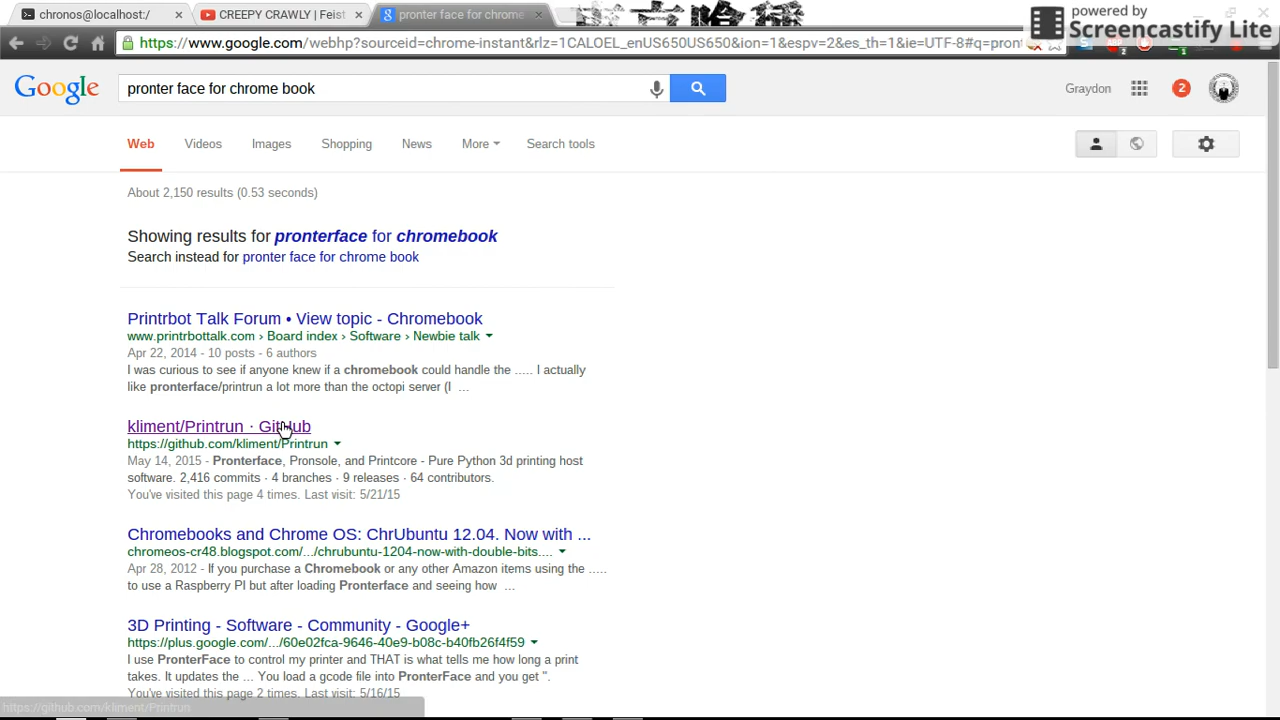 chronos@localhost:/
CREEPY CRAWLY | Feist
pronter face for chrome
powered by
Screencastify Lite
https://www.google.com/webhp?sourceid=chrome-instant&rlz=1CALOEL_enUS650US650&ion=1&espv=2&es_th=1&ie=UTF-8#q=pront
Google
pronter face for chrome book
Graydon
2
Web
Videos
Images
Shopping
News
More
Search tools
About 2,150 results (0.53 seconds)
Showing results for pronterface for chromebook
Search instead for pronter face for chrome book
Printrbot Talk Forum • View topic - Chromebook
www.printrbottalk.com › Board index › Software › Newbie talk
Apr 22, 2014 - 10 posts - 6 authors
I was curious to see if anyone knew if a chromebook could handle the ..... I actually
like pronterface/printrun a lot more than the octopi server (I ...
kliment/Printrun · GitHub
https://github.com/kliment/Printrun
May 14, 2015 - Pronterface, Pronsole, and Printcore - Pure Python 3d printing host
software. 2,416 commits · 4 branches · 9 releases · 64 contributors.
You've visited this page 4 times. Last visit: 5/21/15
Chromebooks and Chrome OS: ChrUbuntu 12.04. Now with ...
chromeos-cr48.blogspot.com/.../chrubuntu-1204-now-with-double-bits....
Apr 28, 2012 - If you purchase a Chromebook or any other Amazon items using the .....
to use a Raspberry PI but after loading Pronterface and seeing how ...
3D Printing - Software - Community - Google+
https://plus.google.com/.../60e02fca-9646-40e9-b08c-b40fb26f4f59
I use PronterFace to control my printer and THAT is what tells me how long a print
takes. It updates the ... You load a gcode file into PronterFace and you get ".
You've visited this page 2 times. Last visit: 5/16/15
https://github.com/kliment/Printrun